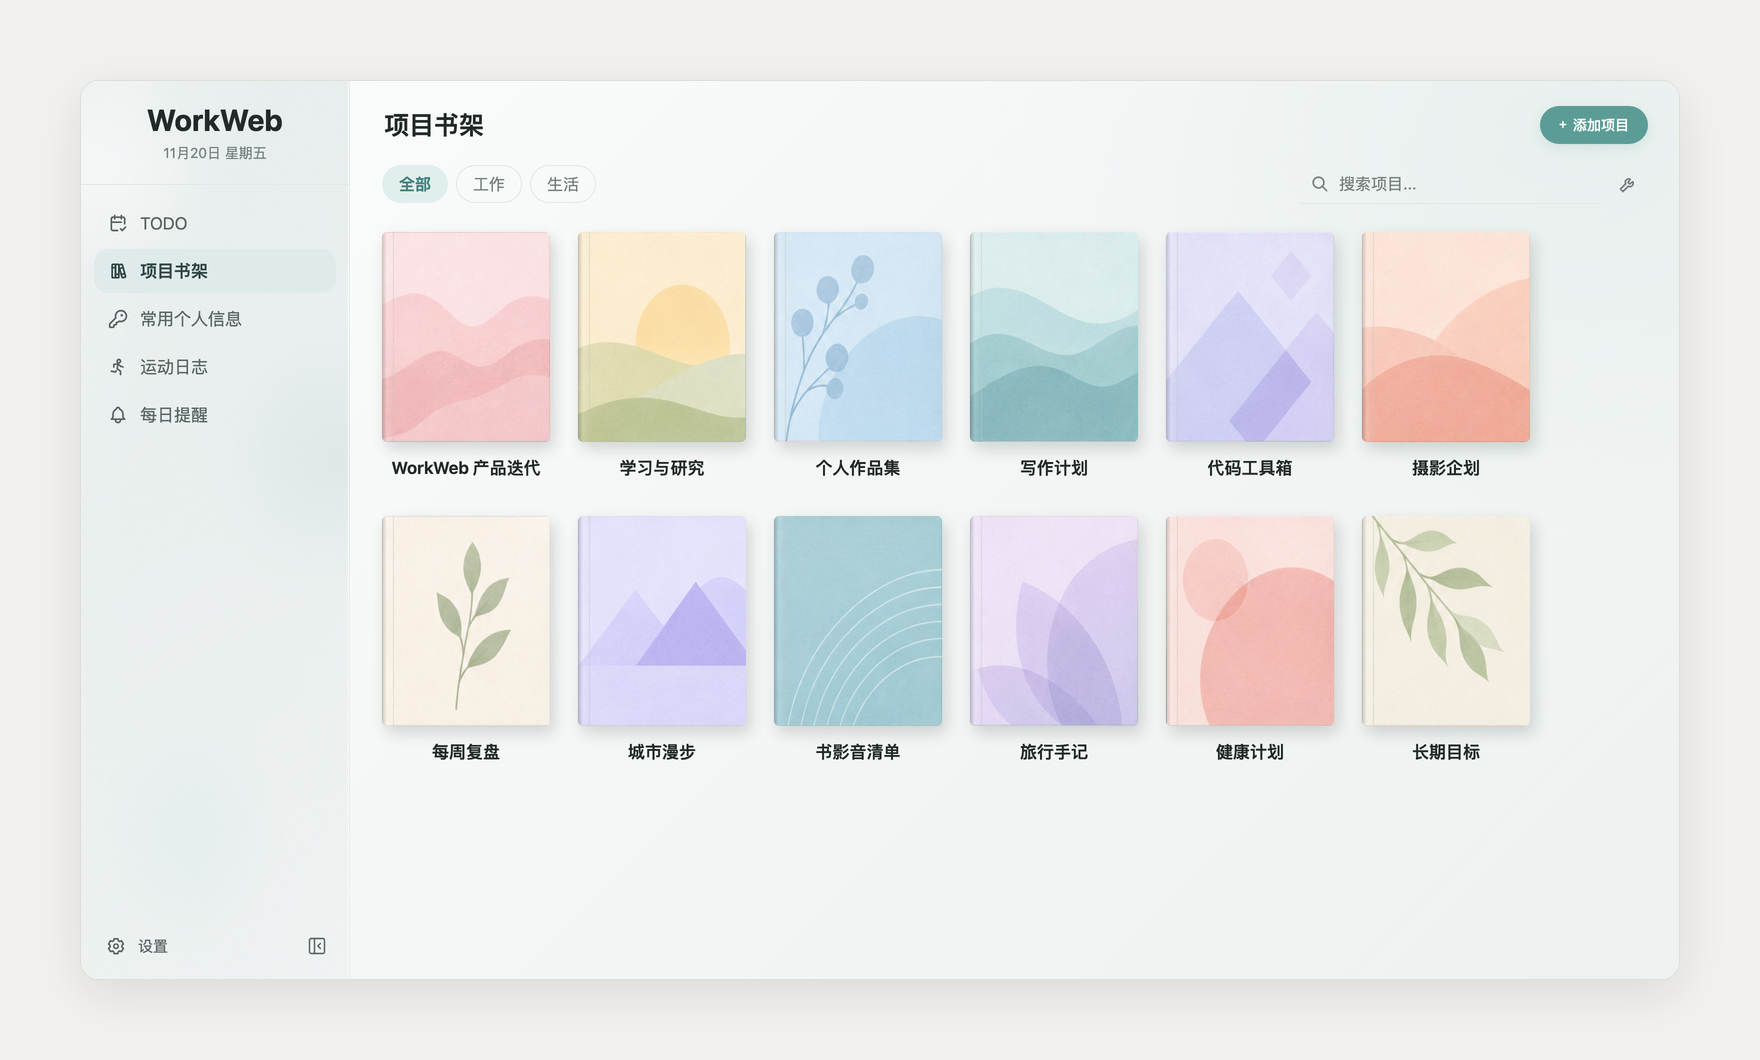 WorkWeb
11月20日 星期五
TODO
项目书架
常用个人信息
运动日志
每日提醒
设置
项目书架
+ 添加项目
全部
工作
生活
搜索项目...
WorkWeb 产品迭代
学习与研究
个人作品集
写作计划
代码工具箱
摄影企划
每周复盘
城市漫步
书影音清单
旅行手记
健康计划
长期目标